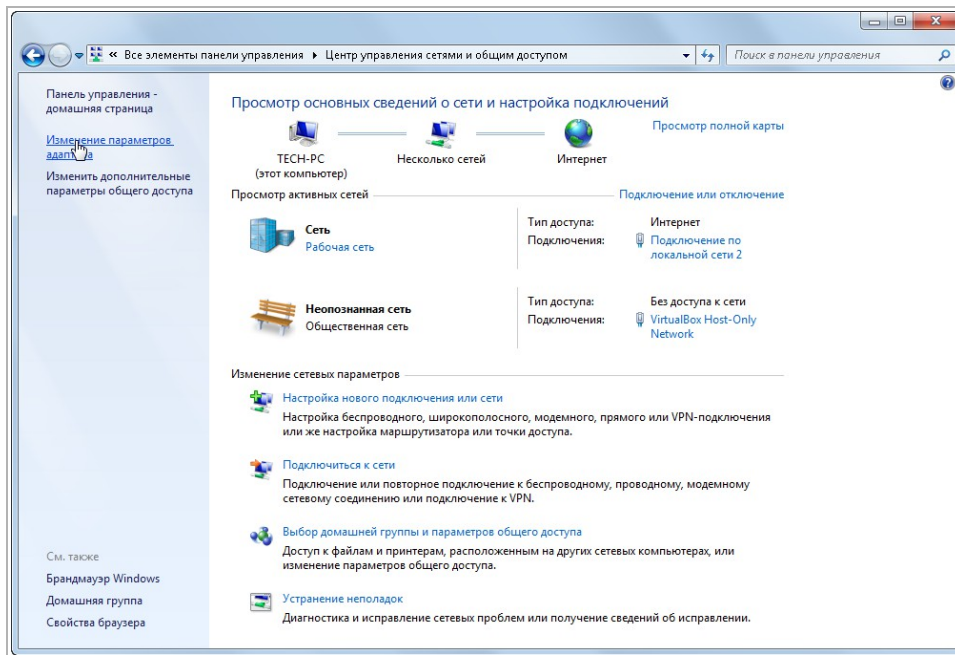 « Все элементы панели управления ▸ Центр управления сетями и общим доступом
Поиск в панели управления
Панель управления -
домашняя страница
Изменение параметров
адаптера
Изменить дополнительные
параметры общего доступа
См. также
Брандмауэр Windows
Домашняя группа
Свойства браузера
Просмотр основных сведений о сети и настройка подключений
TECH-PC
(этот компьютер)
Несколько сетей
Интернет
Просмотр полной карты
Просмотр активных сетей
Подключение или отключение
Сеть
Рабочая сеть
Тип доступа: Интернет
Подключения: Подключение по
локальной сети 2
Неопознанная сеть
Общественная сеть
Тип доступа: Без доступа к сети
Подключения: VirtualBox Host-Only
Network
Изменение сетевых параметров
Настройка нового подключения или сети
Настройка беспроводного, широкополосного, модемного, прямого или VPN-подключения
или же настройка маршрутизатора или точки доступа.
Подключиться к сети
Подключение или повторное подключение к беспроводному, проводному, модемному
сетевому соединению или подключение к VPN.
Выбор домашней группы и параметров общего доступа
Доступ к файлам и принтерам, расположенным на других сетевых компьютерах, или
изменение параметров общего доступа.
Устранение неполадок
Диагностика и исправление сетевых проблем или получение сведений об исправлении.